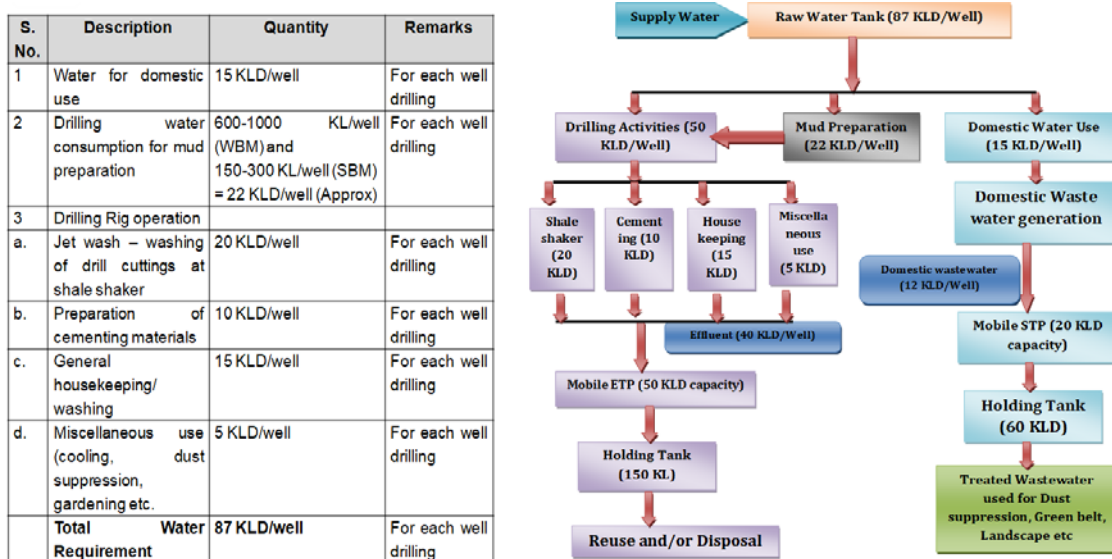 S. No. Description Quantity Remarks
1 Water for domestic use 15 KLD/well For each well drilling
2 Drilling water consumption for mud preparation 600-1000 KL/well (WBM) and 150-300 KL/well (SBM) = 22 KLD/well (Approx) For each well drilling
3 Drilling Rig operation
a. Jet wash – washing of drill cuttings at shale shaker 20 KLD/well For each well drilling
b. Preparation of cementing materials 10 KLD/well For each well drilling
c. General housekeeping/ washing 15 KLD/well For each well drilling
d. Miscellaneous use (cooling, dust suppression, gardening etc. 5 KLD/well For each well drilling
Total Water Requirement 87 KLD/well For each well drilling
Supply Water
Raw Water Tank (87 KLD/Well)
Drilling Activities (50
KLD/Well)
Mud Preparation
(22 KLD/Well)
Domestic Water Use
(15 KLD/Well)
Shale
shaker
(20
KLD)
Cement
ing (10
KLD)
House
keeping
(15
KLD)
Miscella
neous use
(5 KLD)
Domestic Waste
water generation
Domestic wastewater
(12 KLD/Well)
Effluent (40 KLD/Well)
Mobile ETP (50 KLD capacity)
Mobile STP (20 KLD
capacity)
Holding Tank
(150 KL)
Holding Tank
(60 KLD)
Reuse and/or Disposal
Treated Wastewater
used for Dust
suppression, Green belt,
Landscape etc